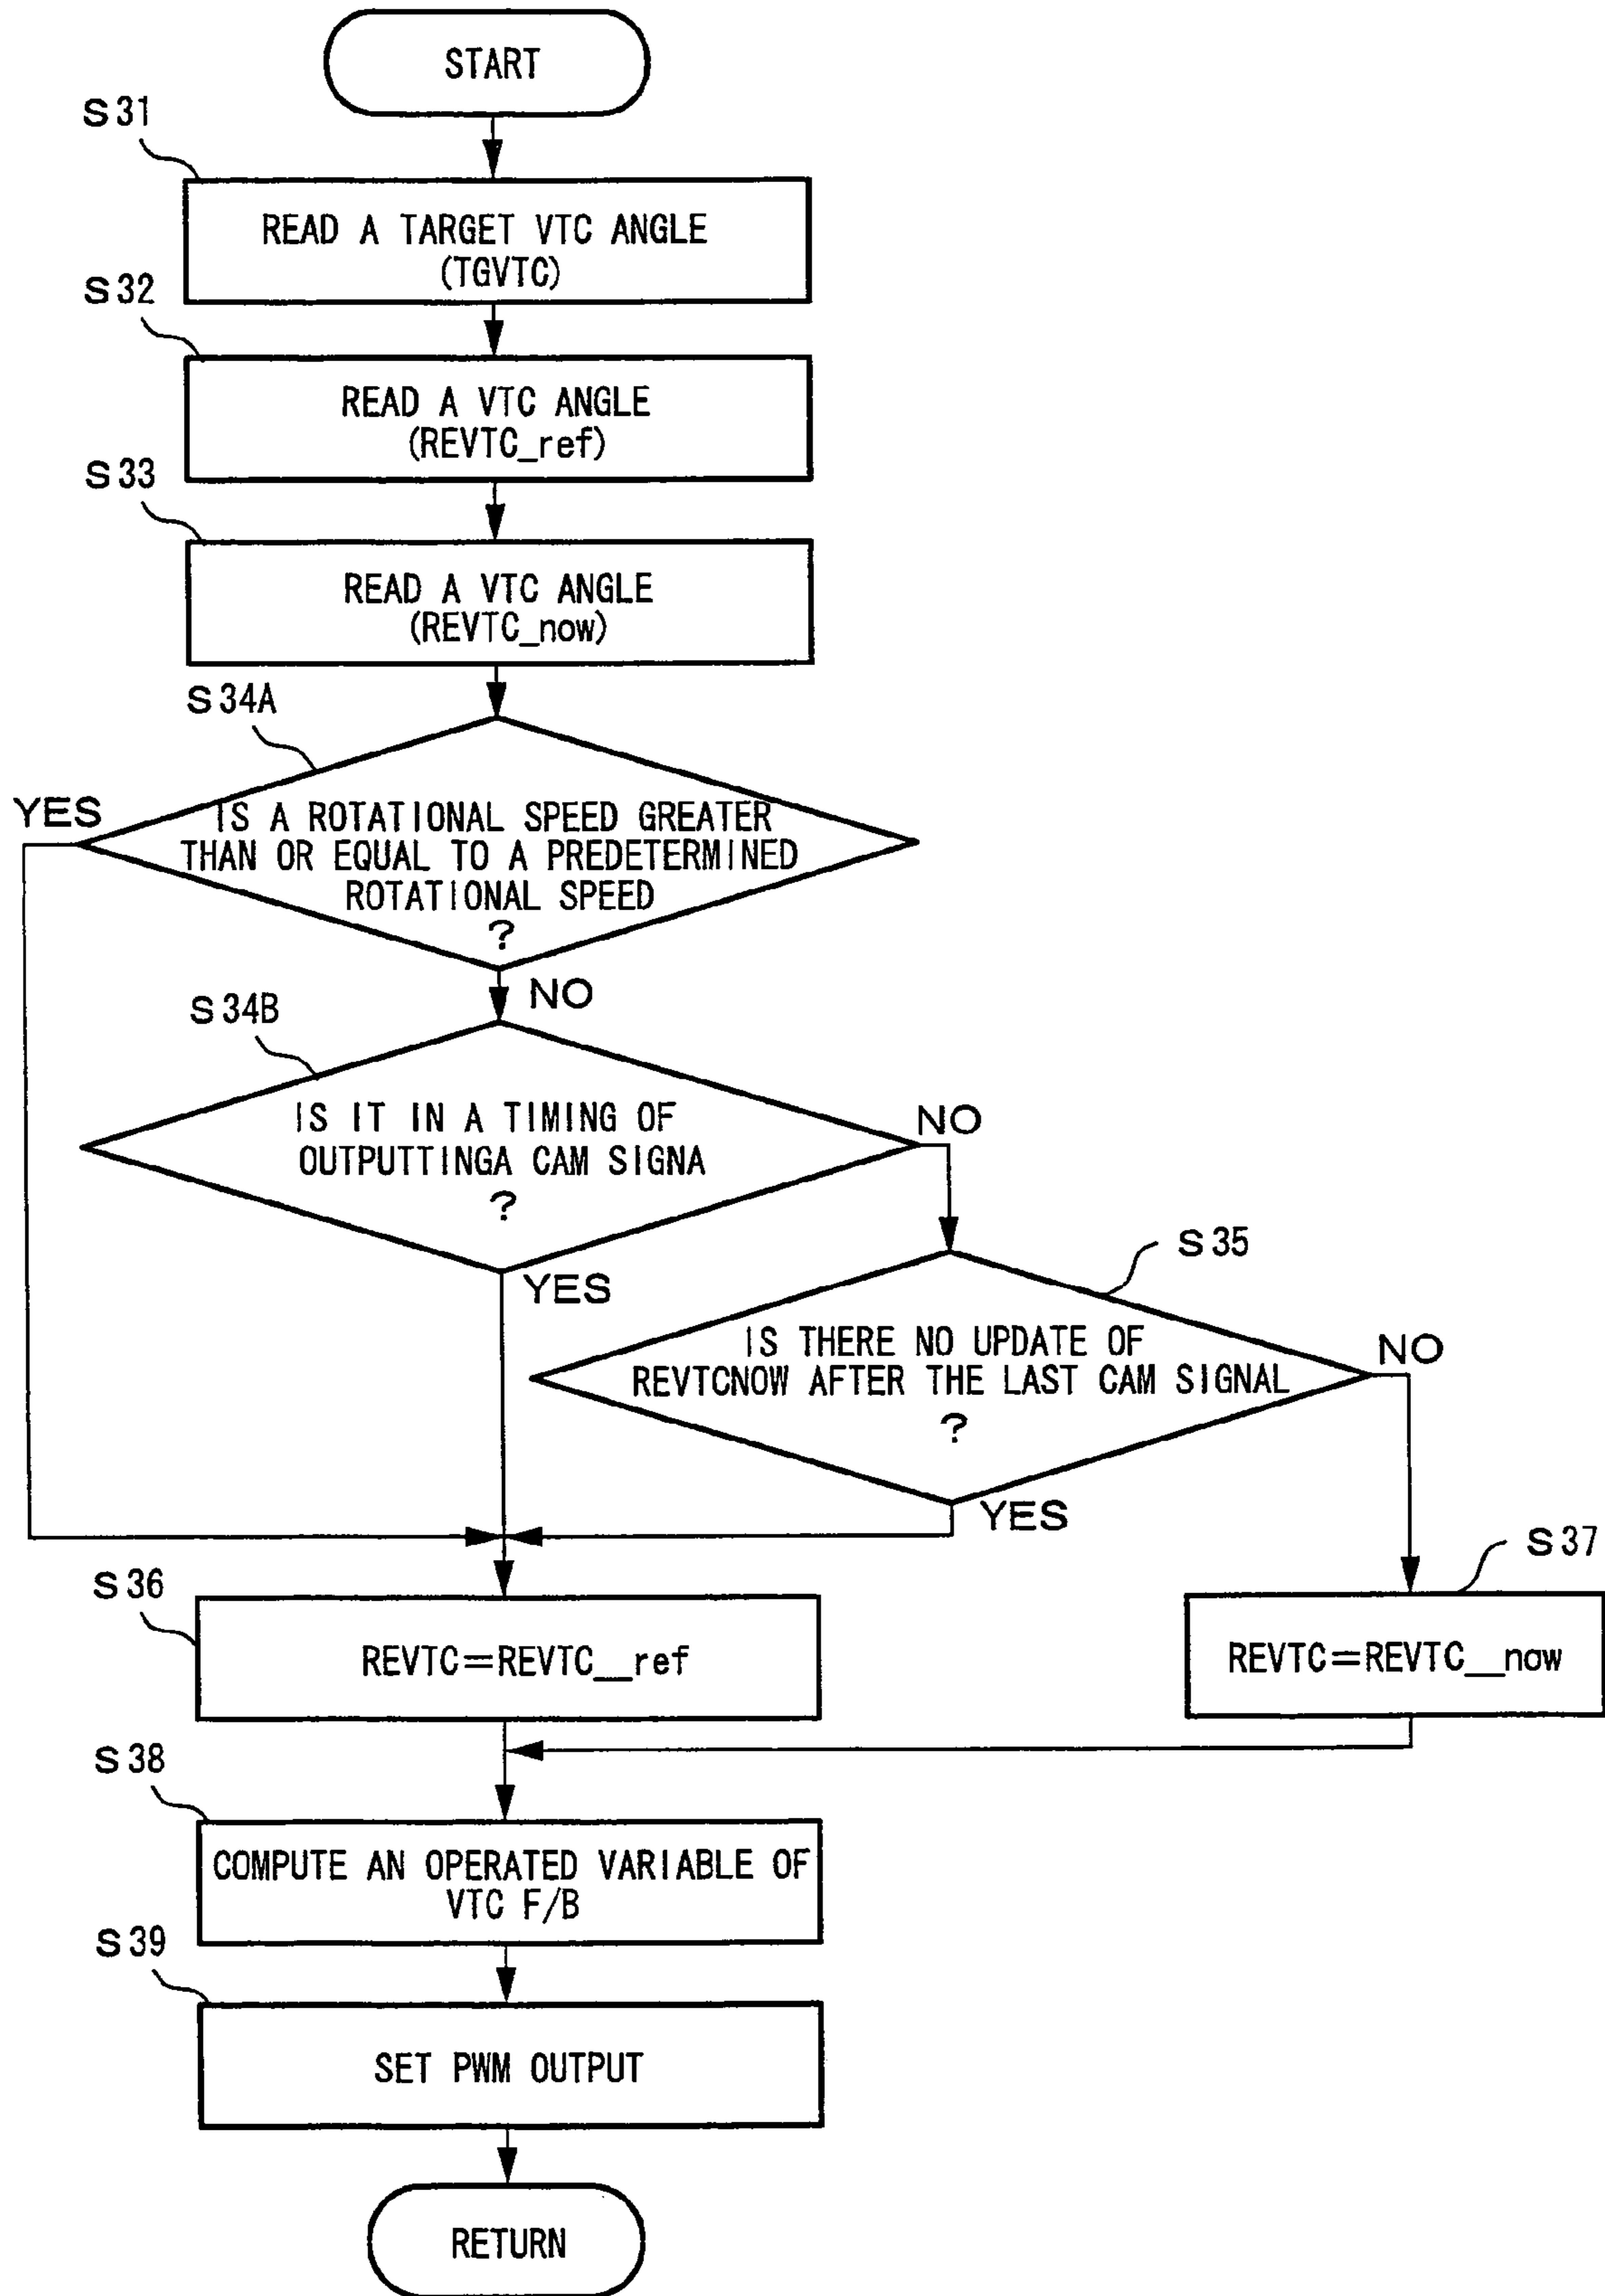 START
S31
READ A TARGET VTC ANGLE
(TGVTC)
S32
READ A VTC ANGLE
(REVTC_ref)
S33
READ A VTC ANGLE
(REVTC_now)
S34A
YES
IS A ROTATIONAL SPEED GREATER
THAN OR EQUAL TO A PREDETERMINED
ROTATIONAL SPEED
?
NO
S34B
IS IT IN A TIMING OF
OUTPUTTINGA CAM SIGNA
?
NO
YES
S35
IS THERE NO UPDATE OF
REVTCNOW AFTER THE LAST CAM SIGNAL
?
NO
YES
S36
REVTC=REVTC__ref
S37
REVTC=REVTC__now
S38
COMPUTE AN OPERATED VARIABLE OF
VTC F/B
S39
SET PWM OUTPUT
RETURN